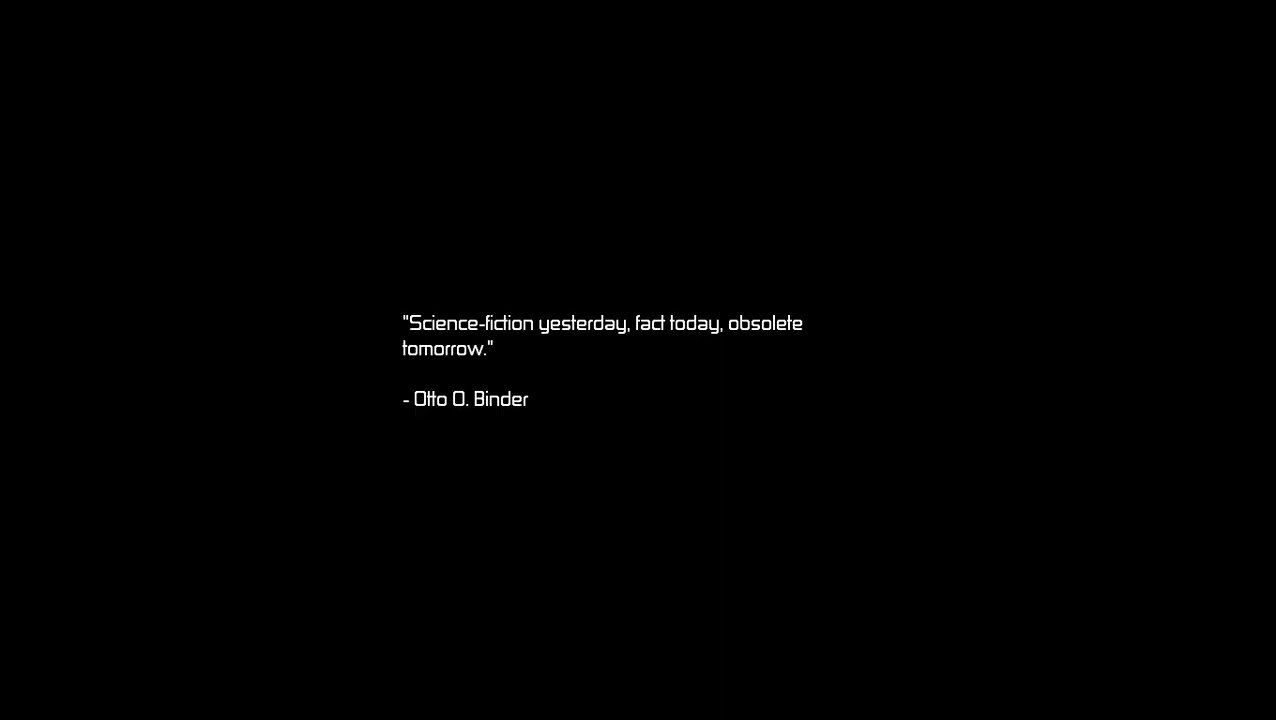 "Science-fiction yesterday, fact today, obsolete
tomorrow."
- Otto O. Binder